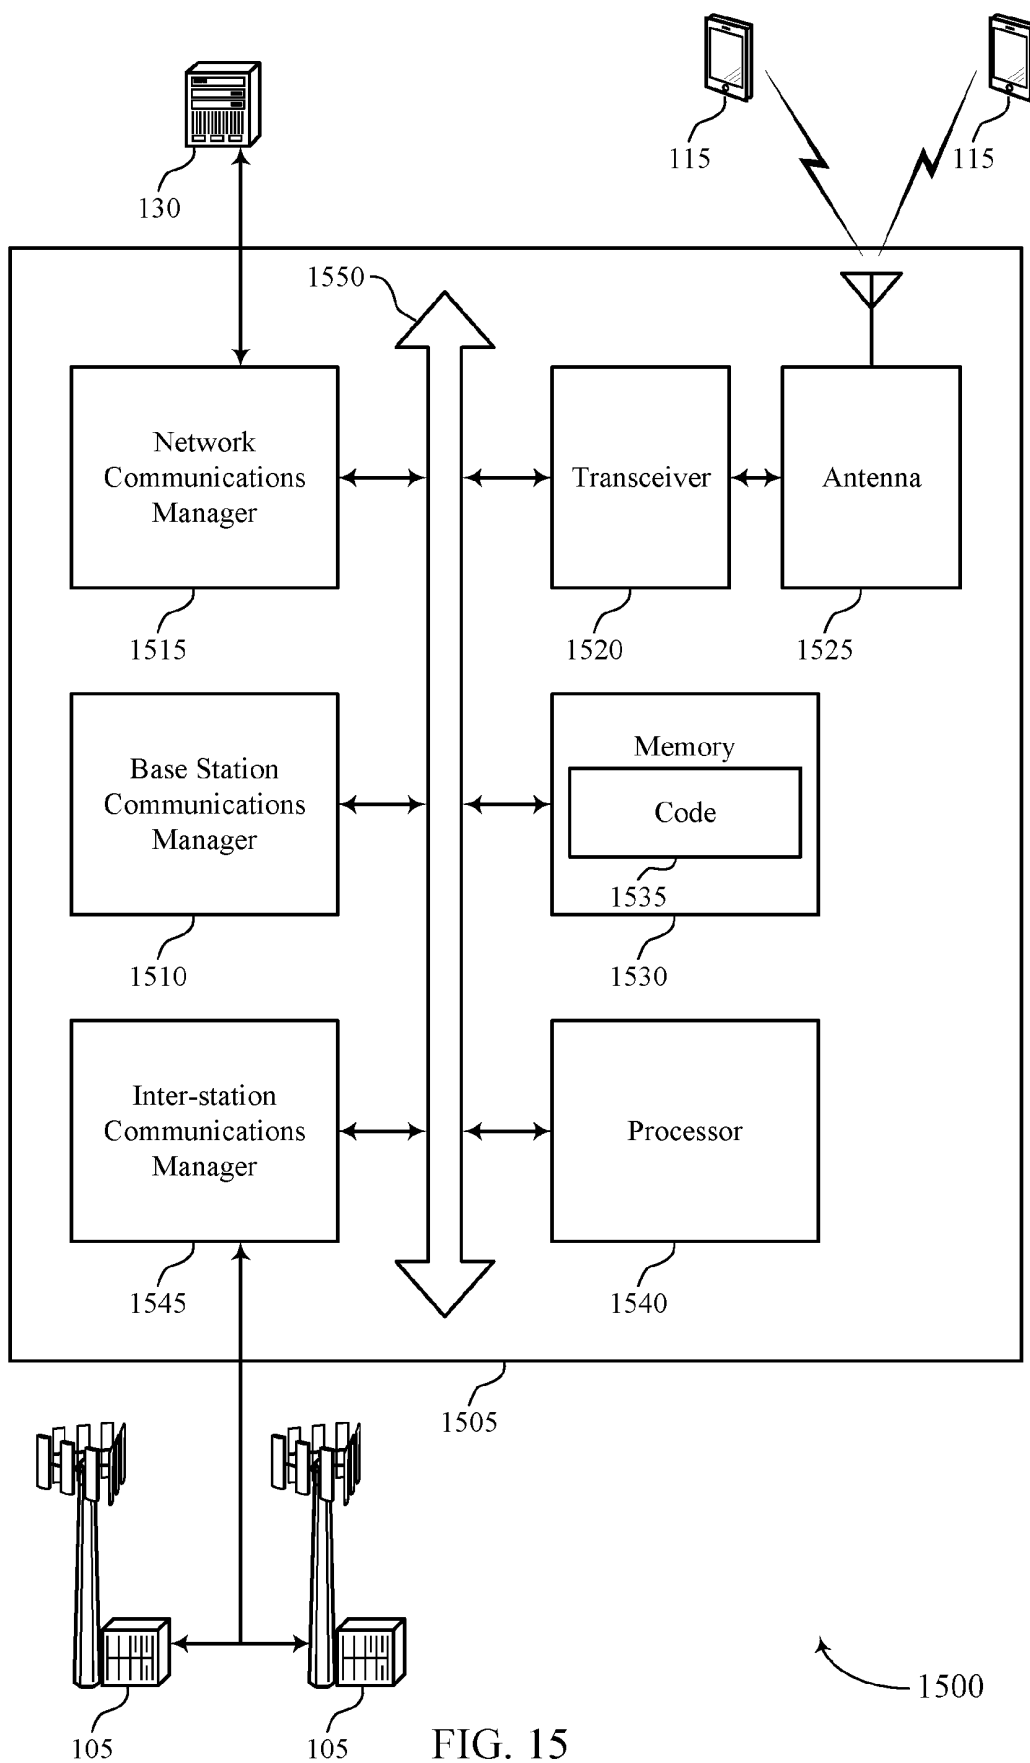 115
115
130
1550
Network
Communications
Manager
Transceiver
Antenna
1515
1520
1525
Base Station
Communications
Manager
Memory
Code
1535
1510
1530
Inter-station
Communications
Manager
Processor
1545
1540
1505
1500
105
105
FIG. 15